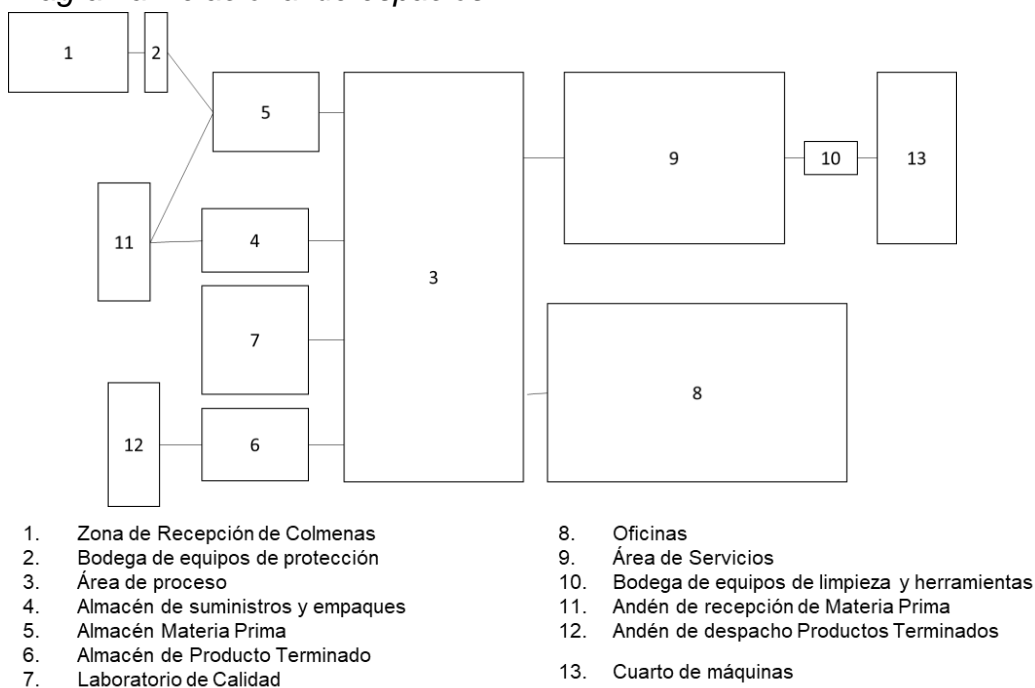 1
2
5
9
10
13
11
4
3
7
8
12
6
1. Zona de Recepción de Colmenas
2. Bodega de equipos de protección
3. Área de proceso
4. Almacén de suministros y empaques
5. Almacén Materia Prima
6. Almacén de Producto Terminado
7. Laboratorio de Calidad
8. Oficinas
9. Área de Servicios
10. Bodega de equipos de limpieza y herramientas
11. Andén de recepción de Materia Prima
12. Andén de despacho Productos Terminados
13. Cuarto de máquinas